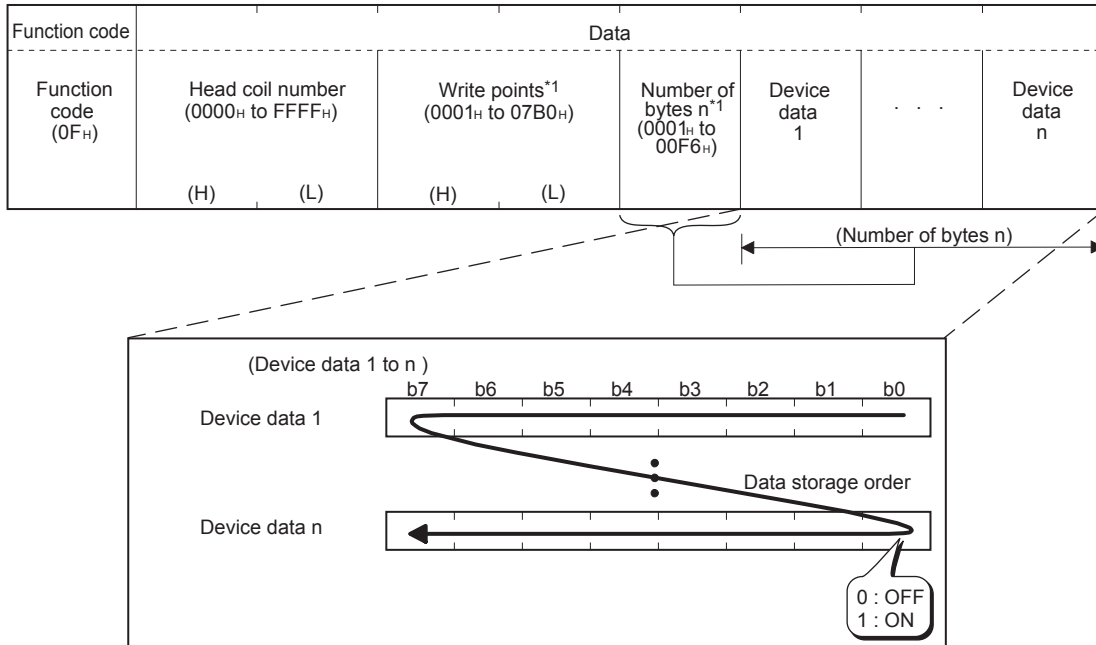 Function code
Data
Function
code
(0FH)
Head coil number
(0000H to FFFFH)
(H) (L)
Write points*1
(0001H to 07B0H)
(H) (L)
Number of
bytes n*1
(0001H to
00F6H)
Device
data
1
. . .
Device
data
n
(Number of bytes n)
(Device data 1 to n )
b7 b6 b5 b4 b3 b2 b1 b0
Device data 1
Data storage order
Device data n
0 : OFF
1 : ON